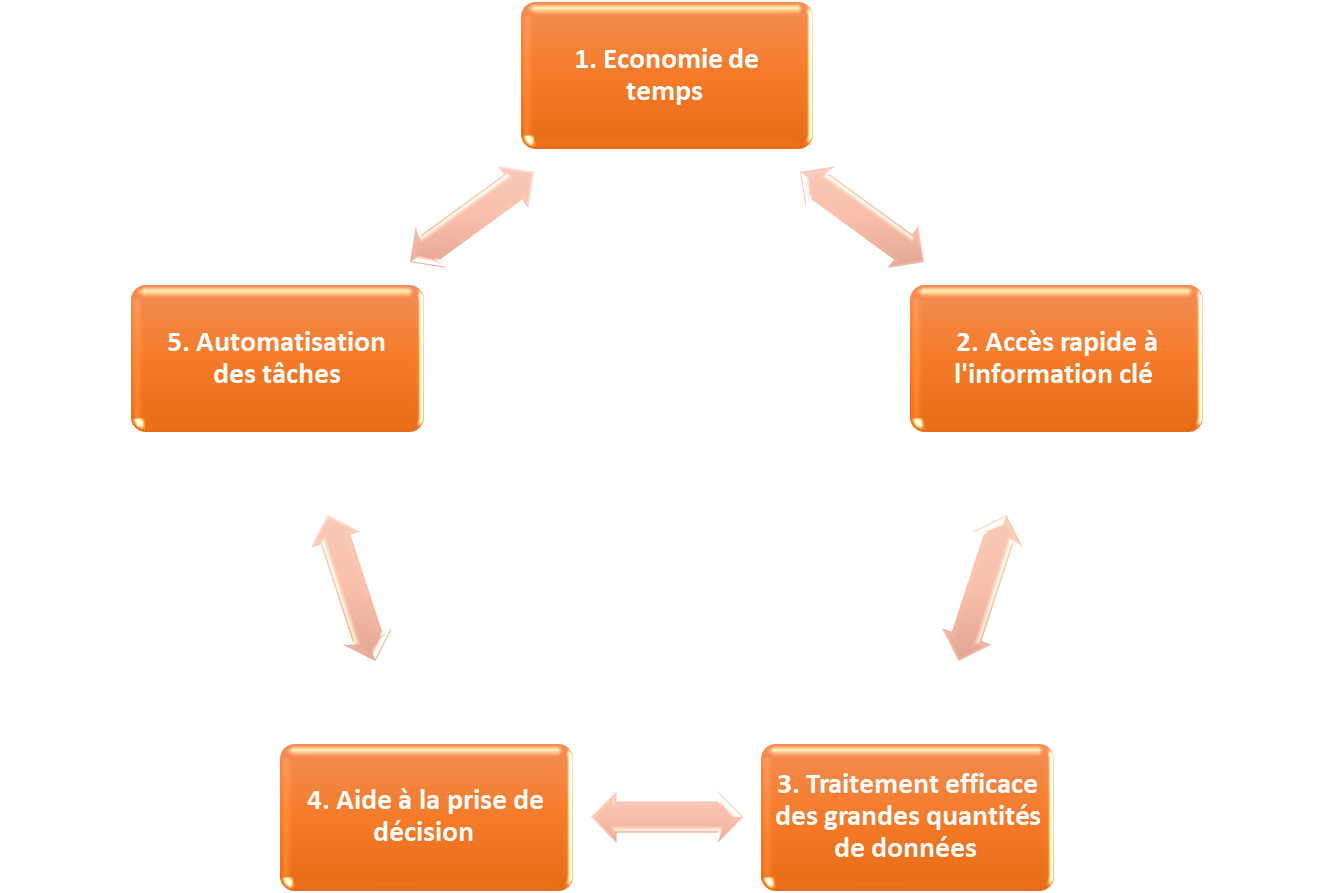 1. Economie de
temps
2. Accès rapide à
l'information clé
3. Traitement efficace
des grandes quantités
de données
4. Aide à la prise de
décision
5. Automatisation
des tâches